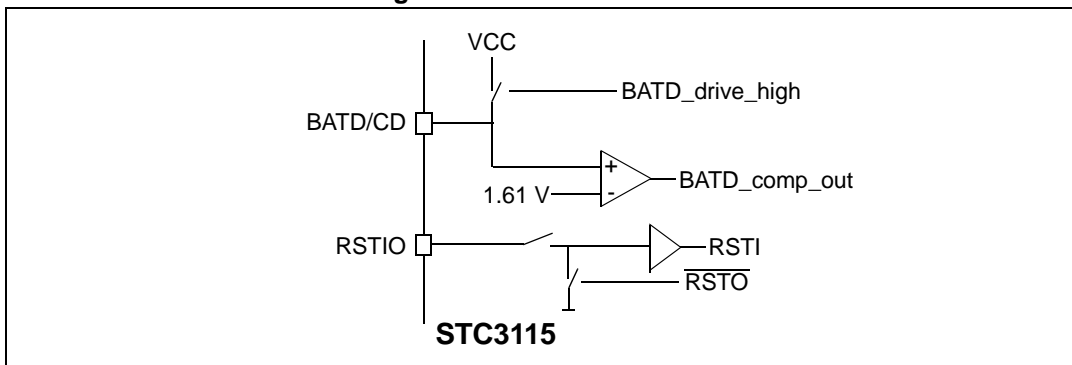 VCC
BATD_drive_high
BATD/CD
+
BATD_comp_out
1.61 V
-
RSTIO
RSTI
RSTO
STC3115